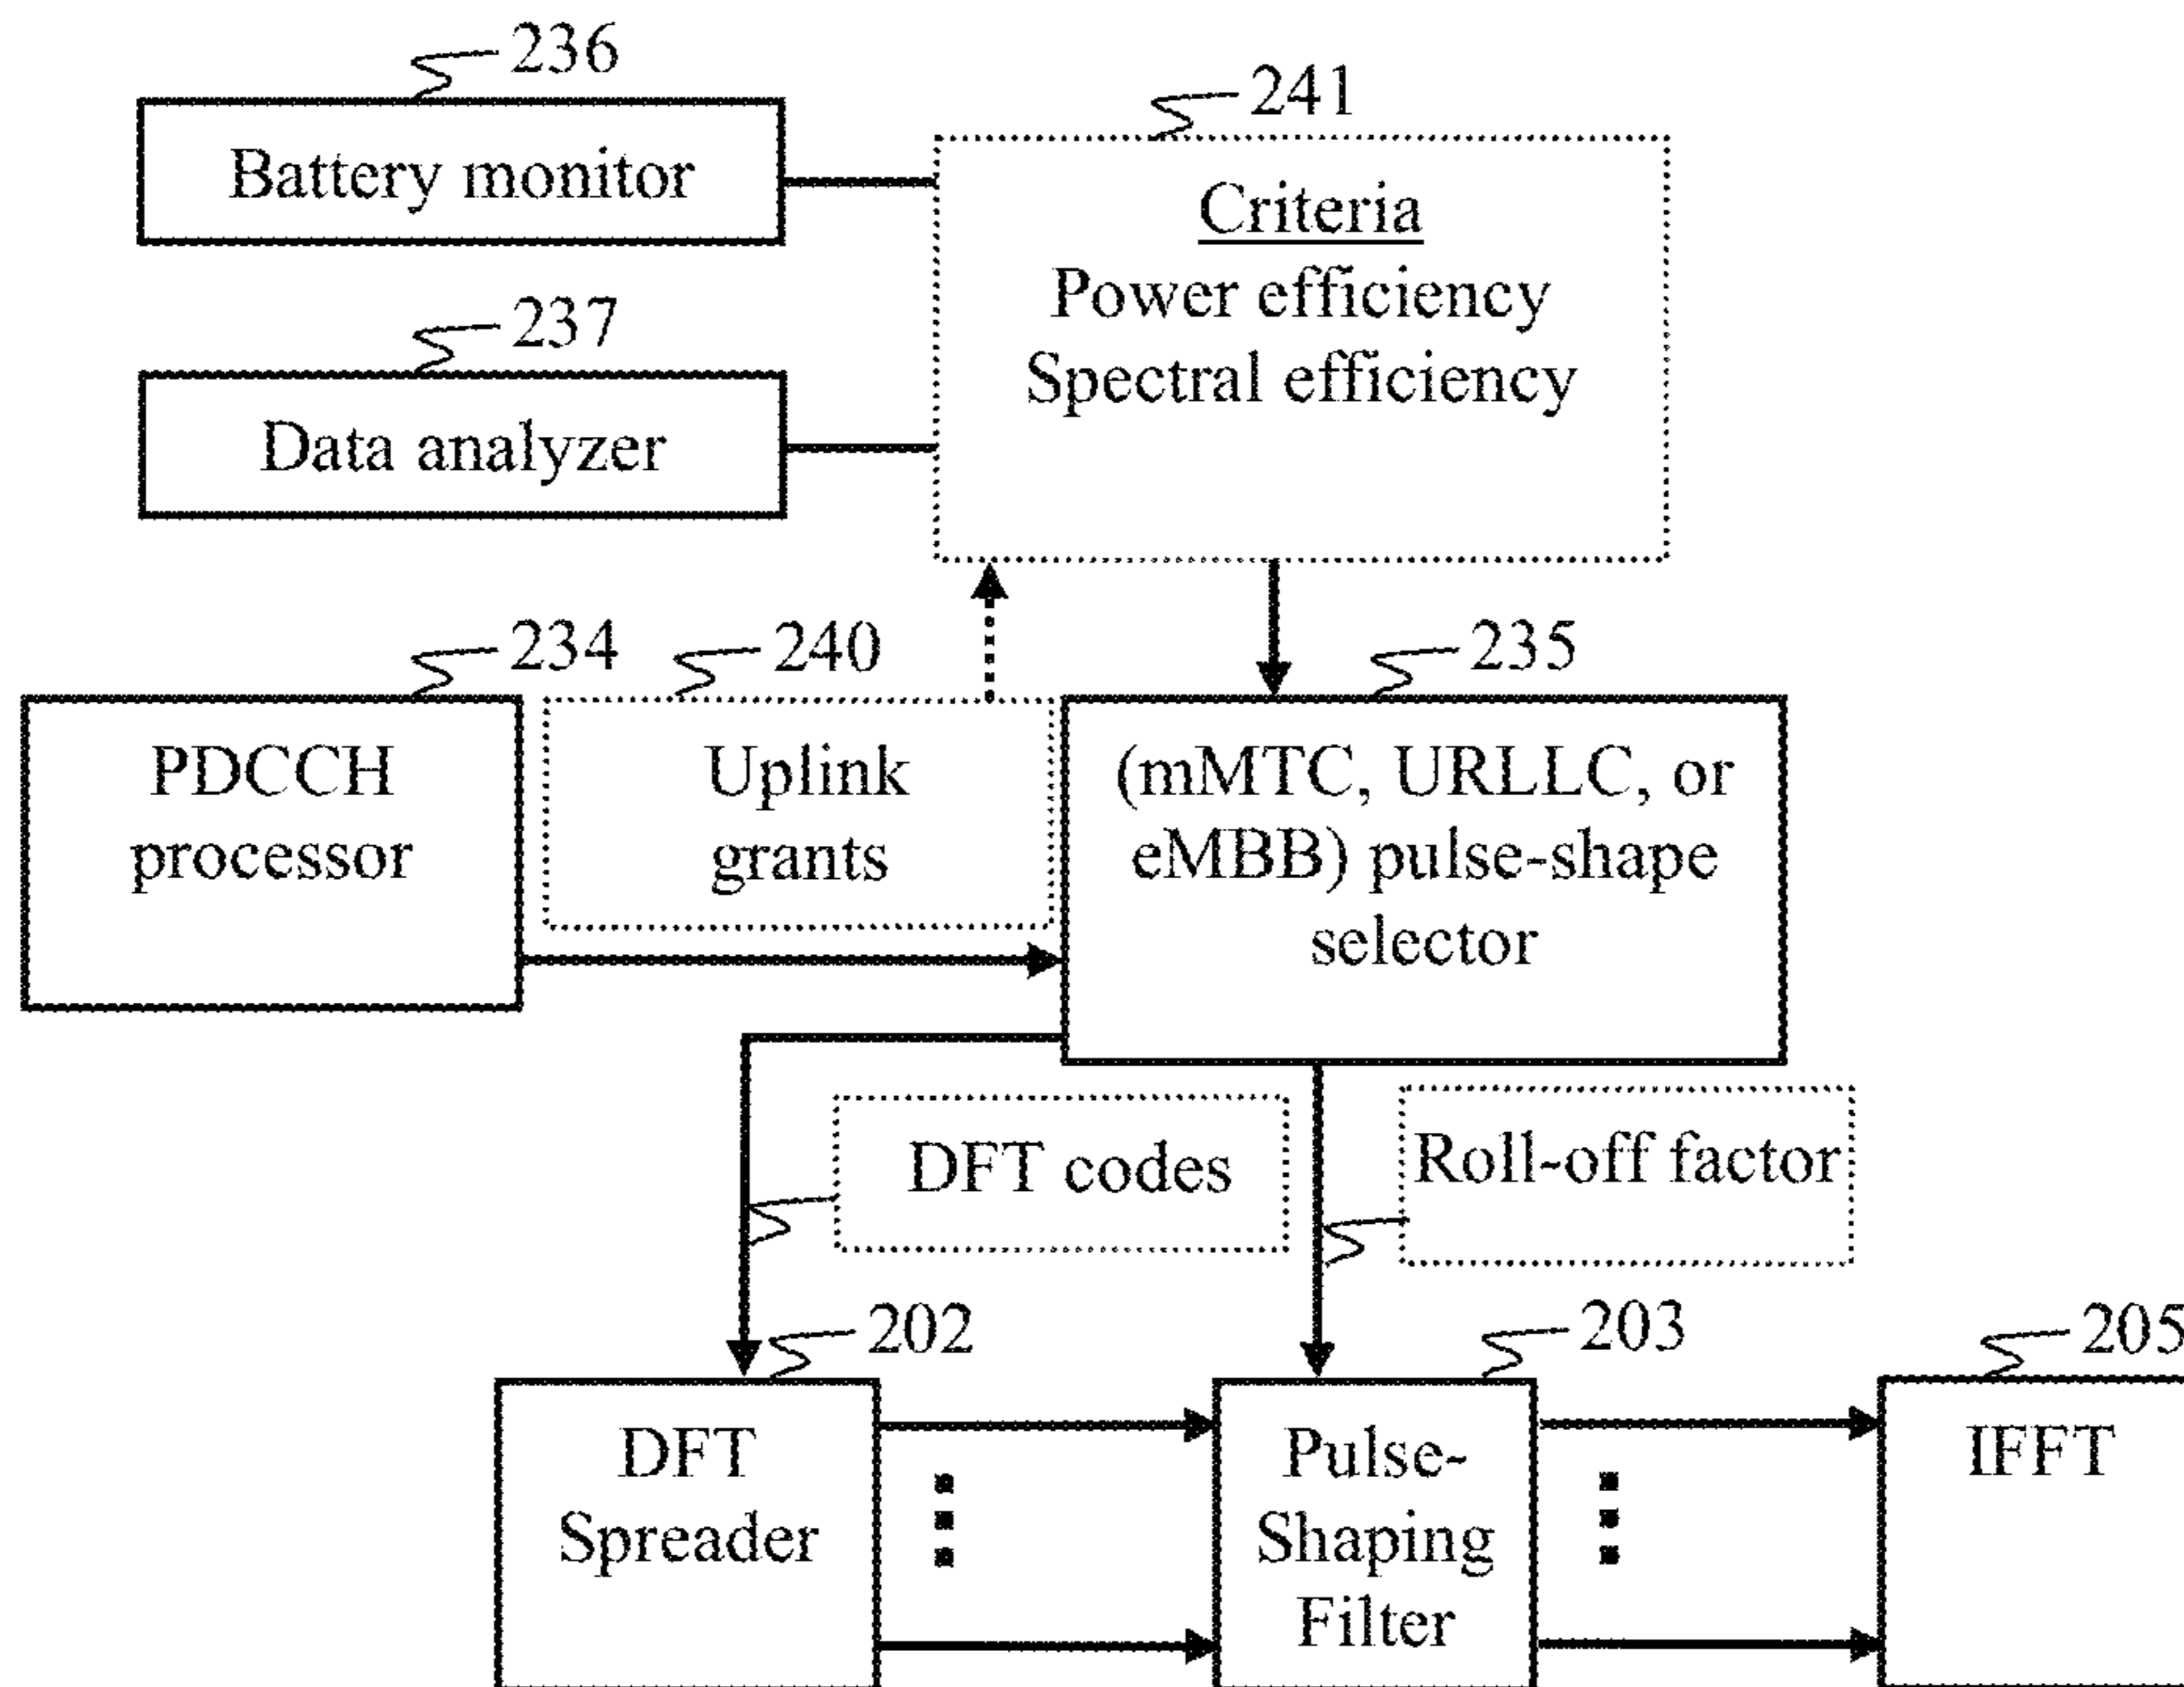 236
Battery monitor
241
Criteria
Power efficiency
Spectral efficiency
237
Data analyzer
234
PDCCH
processor
240
Uplink
grants
235
(mMTC, URLLC, or
eMBB) pulse-shape
selector
DFT codes
Roll-off factor
202
DFT
Spreader
203
Pulse-
Shaping
Filter
205
IFFT